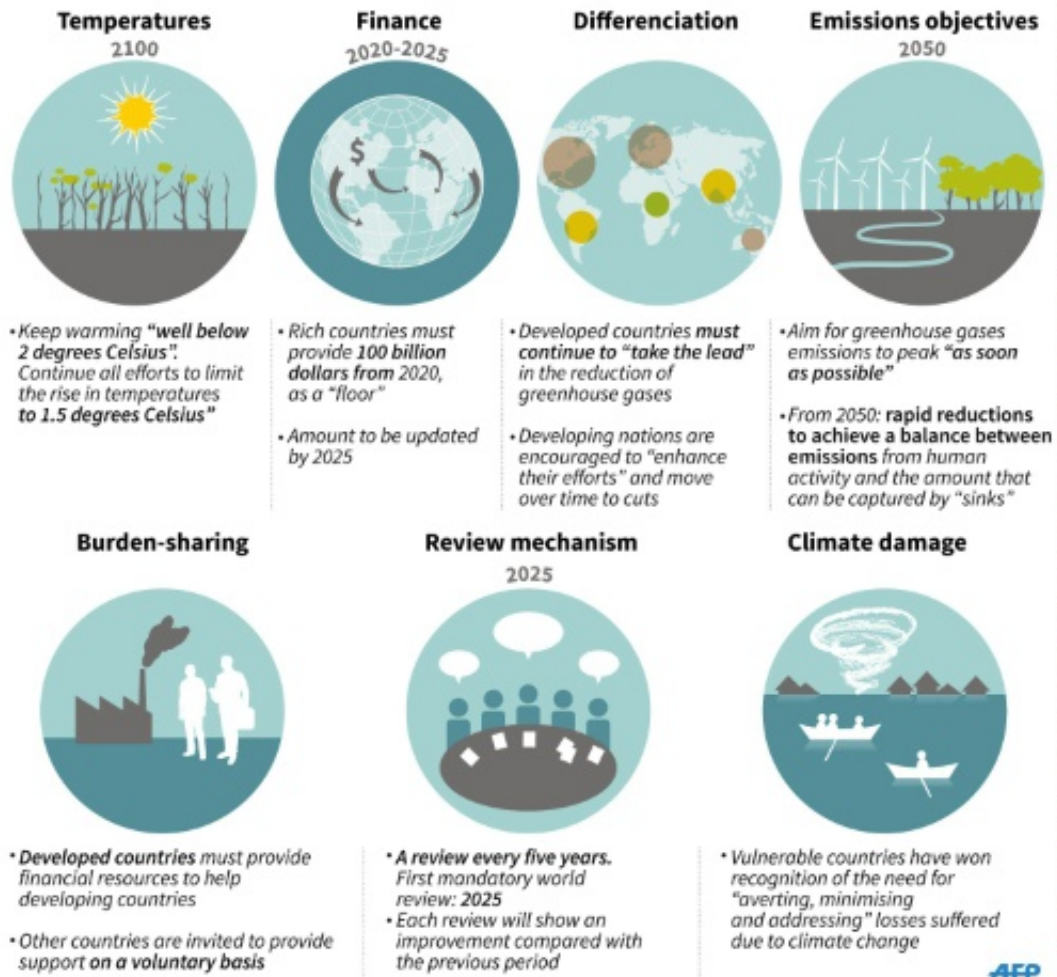 Temperatures
2100
• Keep warming “well below
2 degrees Celsius”.
Continue all efforts to limit
the rise in temperatures
to 1.5 degrees Celsius”
Finance
2020-2025
$
• Rich countries must
provide 100 billion
dollars from 2020,
as a “floor”
• Amount to be updated
by 2025
Differenciation
• Developed countries must
continue to “take the lead”
in the reduction of
greenhouse gases
• Developing nations are
encouraged to “enhance
their efforts” and move
over time to cuts
Emissions objectives
2050
• Aim for greenhouse gases
emissions to peak “as soon
as possible”
• From 2050: rapid reductions
to achieve a balance between
emissions from human
activity and the amount that
can be captured by “sinks”
Burden-sharing
• Developed countries must provide
financial resources to help
developing countries
• Other countries are invited to provide
support on a voluntary basis
Review mechanism
2025
• A review every five years.
First mandatory world
review: 2025
• Each review will show an
improvement compared with
the previous period
Climate damage
• Vulnerable countries have won
recognition of the need for
“averting, minimising
and addressing” losses suffered
due to climate change
AFP